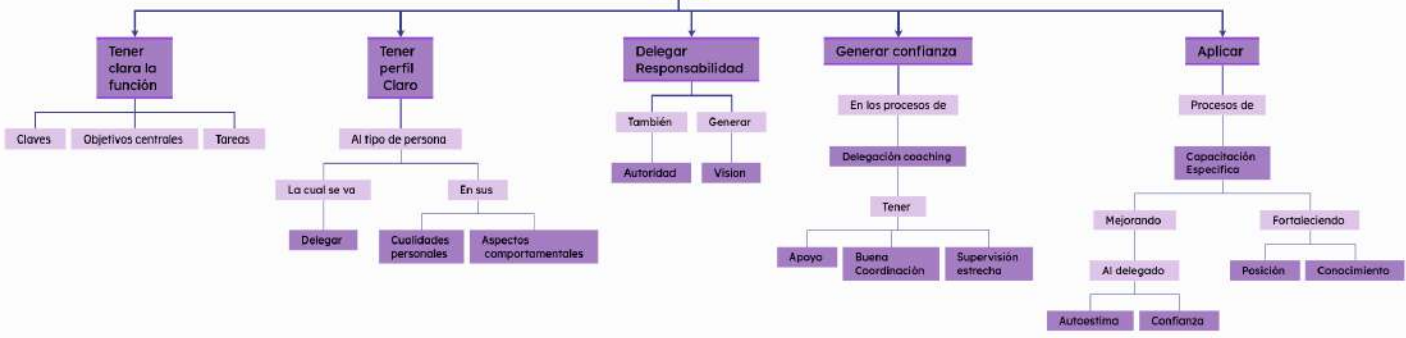 Tener
clara la
función
Claves
Objetivos centrales
Tareas
Tener
perfil
Claro
Al tipo de persona
La cual se va
En sus
Delegar
Cualidades
personales
Aspectos
comportamentales
Delegar
Responsabilidad
También
Generar
Autoridad
Vision
Generar confianza
En los procesos de
Delegación coaching
Tener
Apoyo
Buena
Coordinación
Supervisión
estrecha
Aplicar
Procesos de
Capacitación
Especifica
Mejorando
Fortaleciendo
Al delegado
Posición
Conocimiento
Autoestima
Confianza